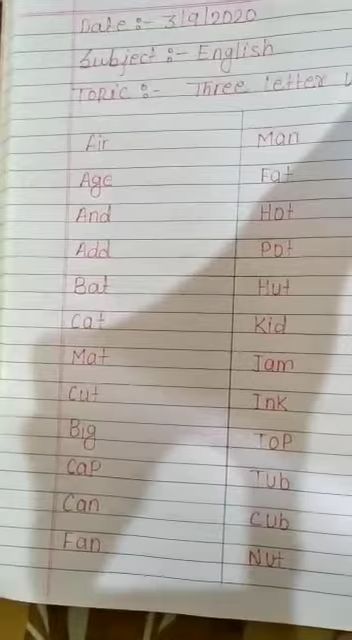 Date :- 3/9/2020
Subject :- English
Topic :- Three letter
Air Man
Age Fat
And Hot
Add Pot
Bat Hut
Cat Kid
Mat Jam
Cut Ink
Big Top
Cap Tub
Can Cub
Fan Nut